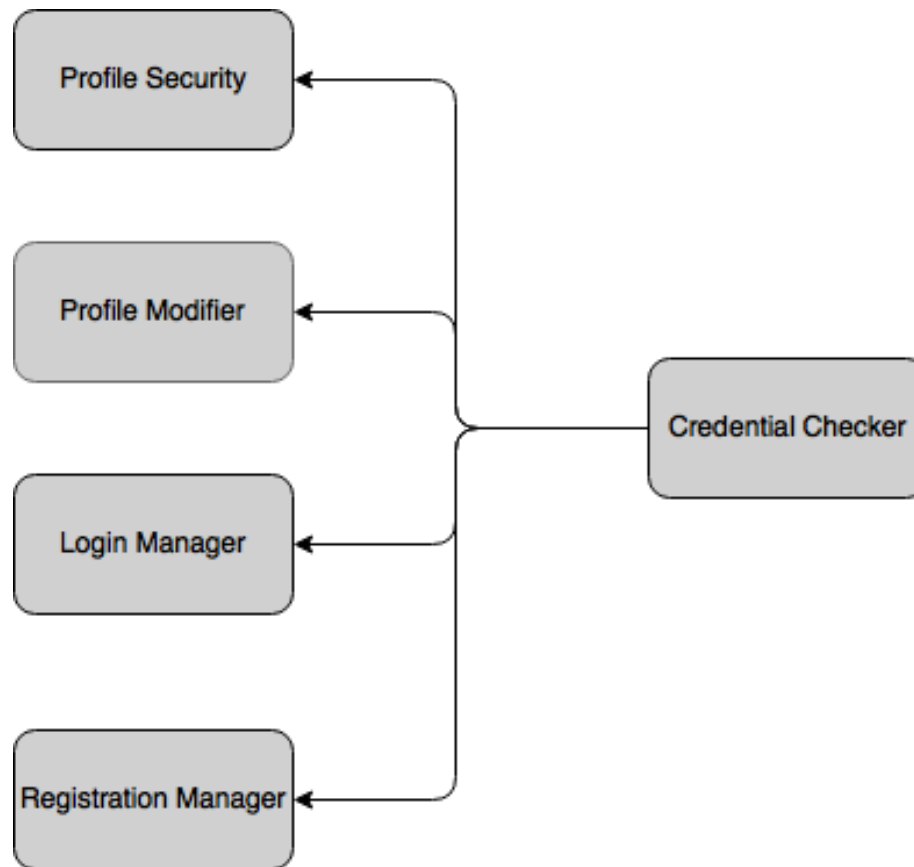 Profile Security
Profile Modifier
Credential Checker
Login Manager
Registration Manager